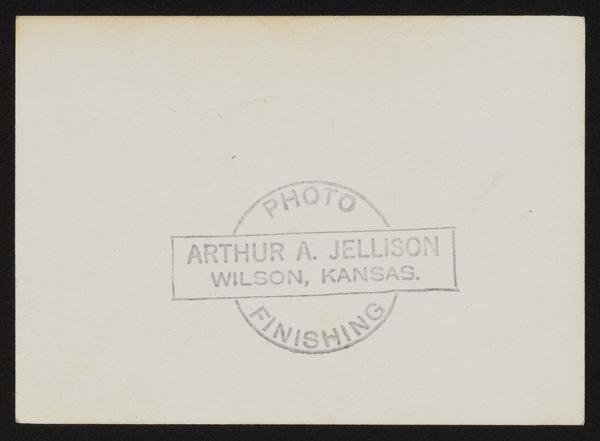 PHOTO
ARTHUR A. JELLISON
WILSON, KANSAS.
FINISHING